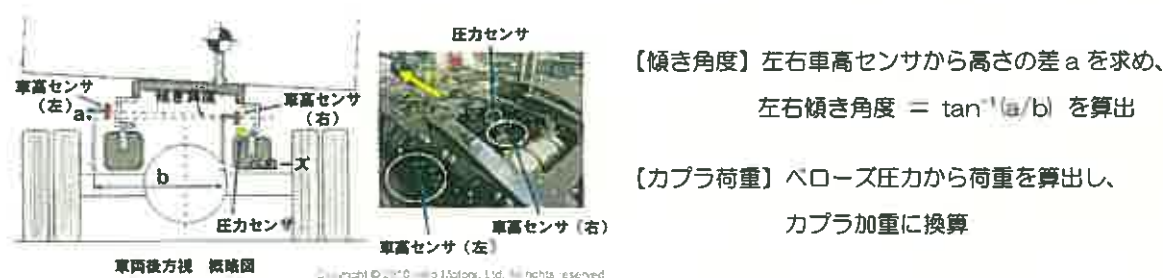 圧力センサ
車高センサ
(左)
a
傾き角度
車高センサ
(右)
ーズ
b
圧力センサ
車高センサ(右)
車高センサ(左)
車両後方視 概略図
【傾き角度】左右車高センサから高さの差aを求め、
左右傾き角度 = tan⁻¹(a/b) を算出
【カプラ荷重】ベローズ圧力から荷重を算出し、
カプラ加重に換算